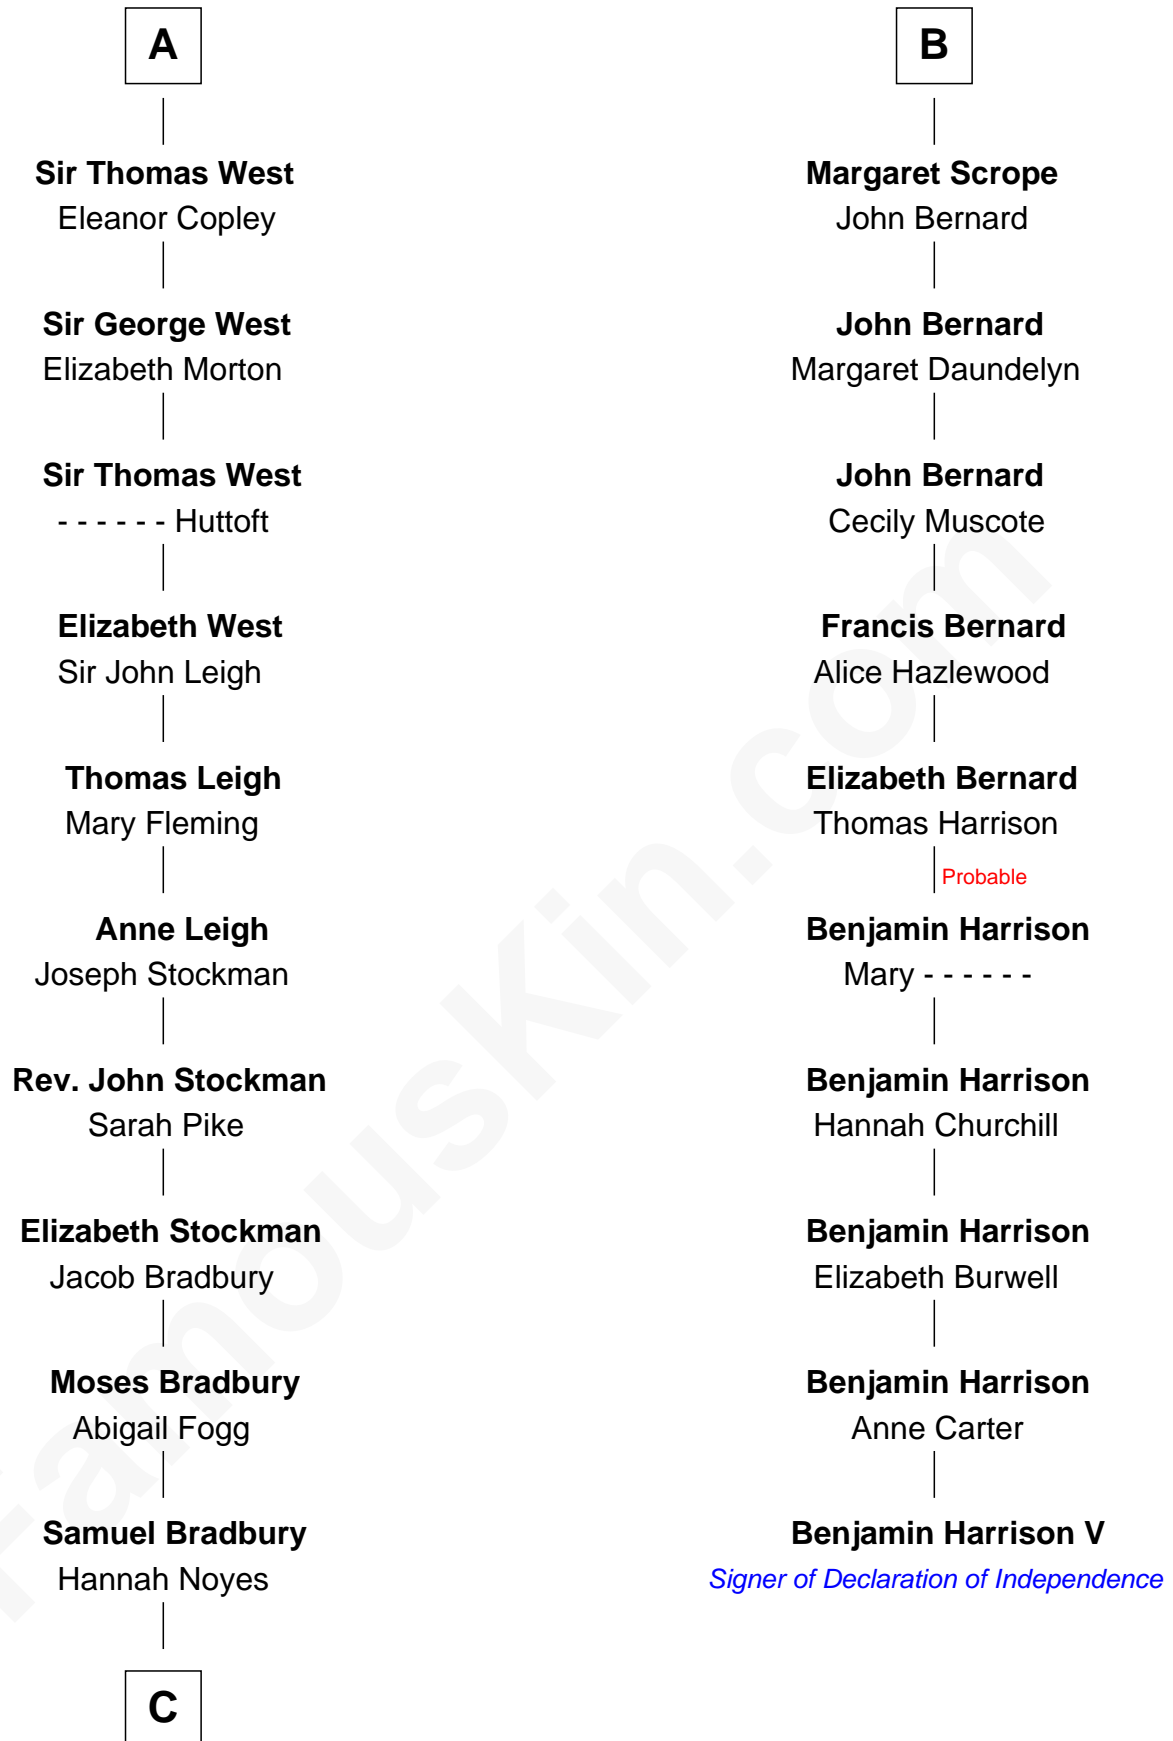 A
Sir Thomas West
Eleanor Copley
Sir George West
Elizabeth Morton
Sir Thomas West
- - - - - - Huttoft
Elizabeth West
Sir John Leigh
Thomas Leigh
Mary Fleming
Anne Leigh
Joseph Stockman
Rev. John Stockman
Sarah Pike
Elizabeth Stockman
Jacob Bradbury
Moses Bradbury
Abigail Fogg
Samuel Bradbury
Hannah Noyes
C
B
Margaret Scrope
John Bernard
John Bernard
Margaret Daundelyn
John Bernard
Cecily Muscote
Francis Bernard
Alice Hazlewood
Elizabeth Bernard
Thomas Harrison
Probable
Benjamin Harrison
Mary - - - - - -
Benjamin Harrison
Hannah Churchill
Benjamin Harrison
Elizabeth Burwell
Benjamin Harrison
Anne Carter
Benjamin Harrison V
Signer of Declaration of Independence
FamousKin.com